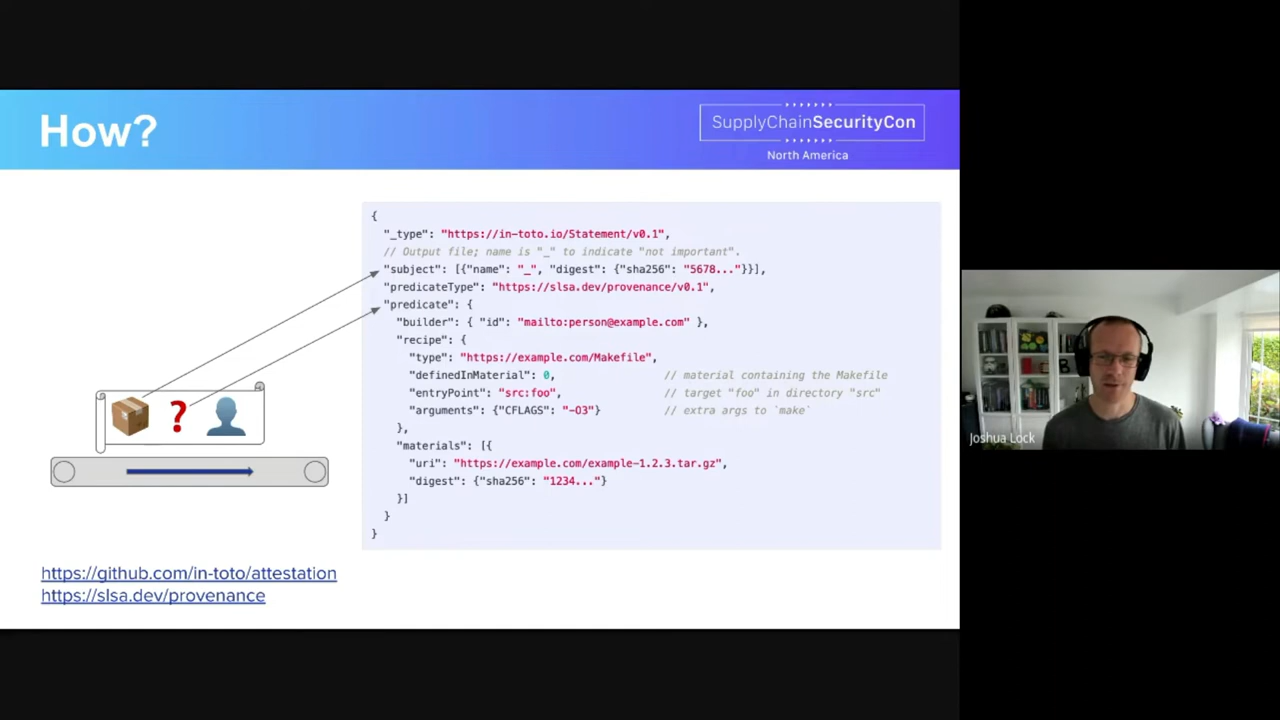 How?
SupplyChainSecurityCon
North America
{
"_type": "https://in-toto.io/Statement/v0.1",
// Output file; name is "_" to indicate "not important".
"subject": [{"name": "_", "digest": {"sha256": "5678..."}}],
"predicateType": "https://slsa.dev/provenance/v0.1",
"predicate": {
"builder": { "id": "mailto:person@example.com" },
"recipe": {
"type": "https://example.com/Makefile",
"definedInMaterial": 0, // material containing the Makefile
"entryPoint": "src:foo", // target "foo" in directory "src"
"arguments": {"CFLAGS": "-O3"} // extra args to `make`
},
"materials": [{
"uri": "https://example.com/example-1.2.3.tar.gz",
"digest": {"sha256": "1234..."}
}]
}
}
?
https://github.com/in-toto/attestation
https://slsa.dev/provenance
Joshua Lock